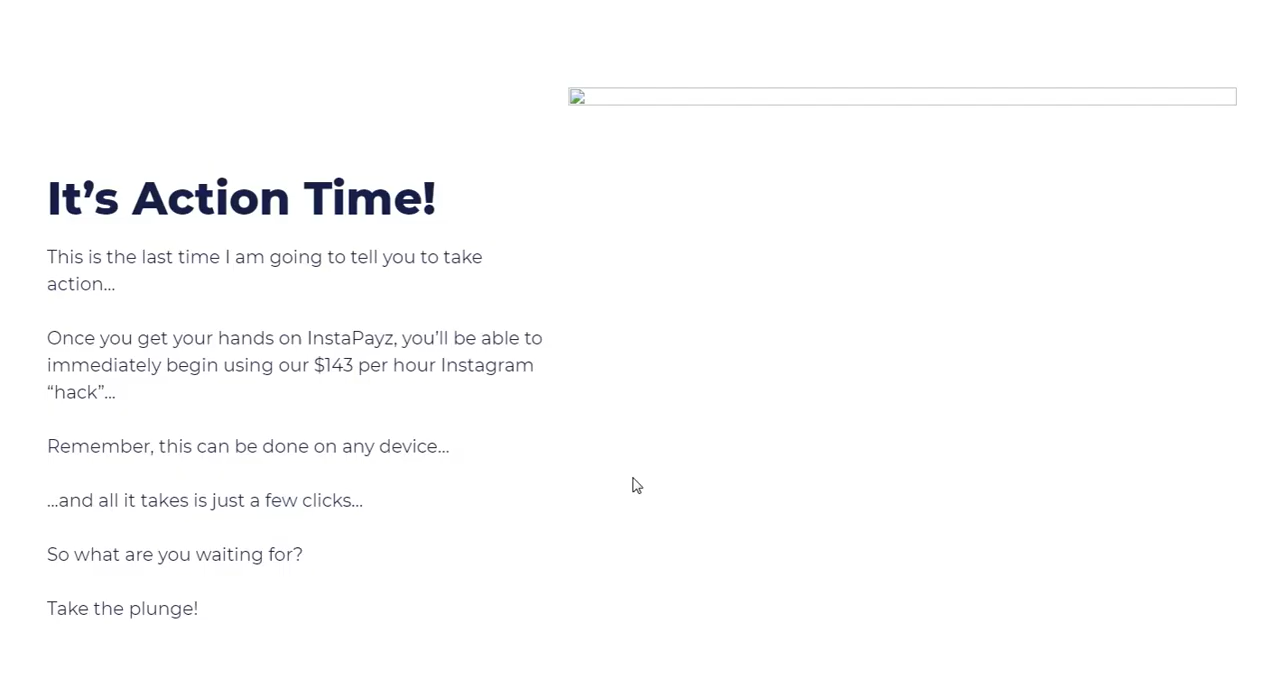 It’s Action Time!
This is the last time I am going to tell you to take
action...
Once you get your hands on InstaPayz, you’ll be able to
immediately begin using our $143 per hour Instagram
“hack”...
Remember, this can be done on any device...
...and all it takes is just a few clicks...
So what are you waiting for?
Take the plunge!